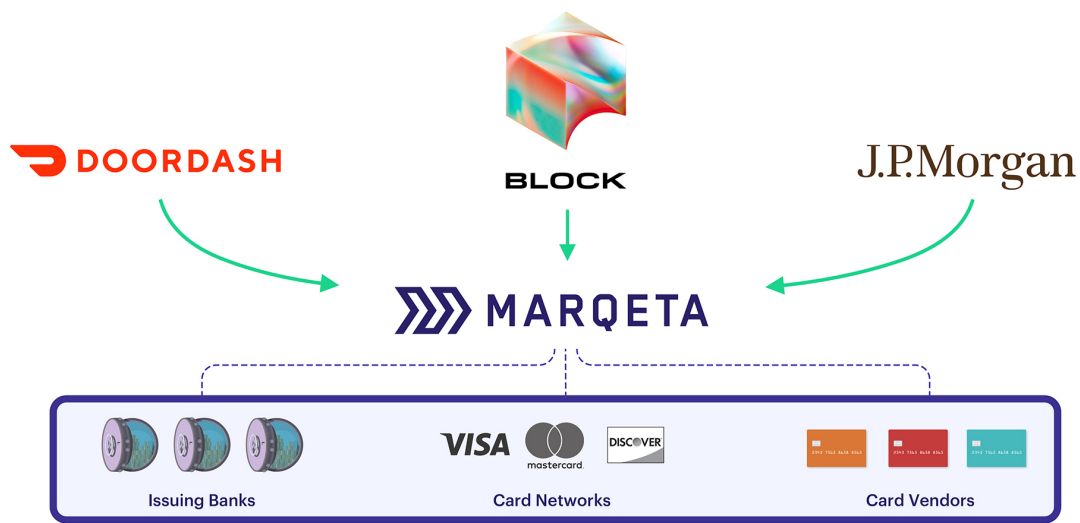 BLOCK
DOORDASH
J.P.Morgan
MARQETA
VISA
mastercard.
DISCOVER
Issuing Banks
Card Networks
Card Vendors